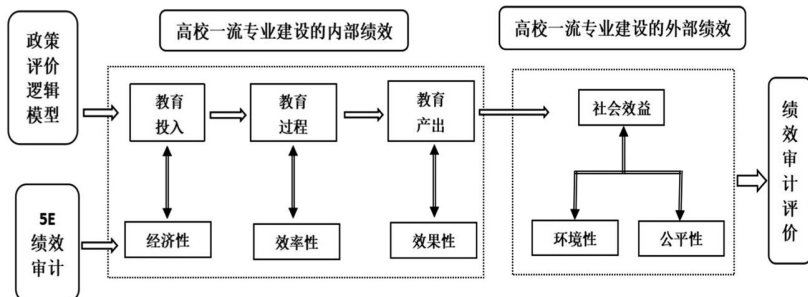 高校一流专业建设的内部绩效
高校一流专业建设的外部绩效
政策
评价
逻辑
模型
教育
投入
教育
过程
教育
产出
社会效益
5E
绩效
审计
经济性
效率性
效果性
环境性
公平性
绩
效
审
计
评
价